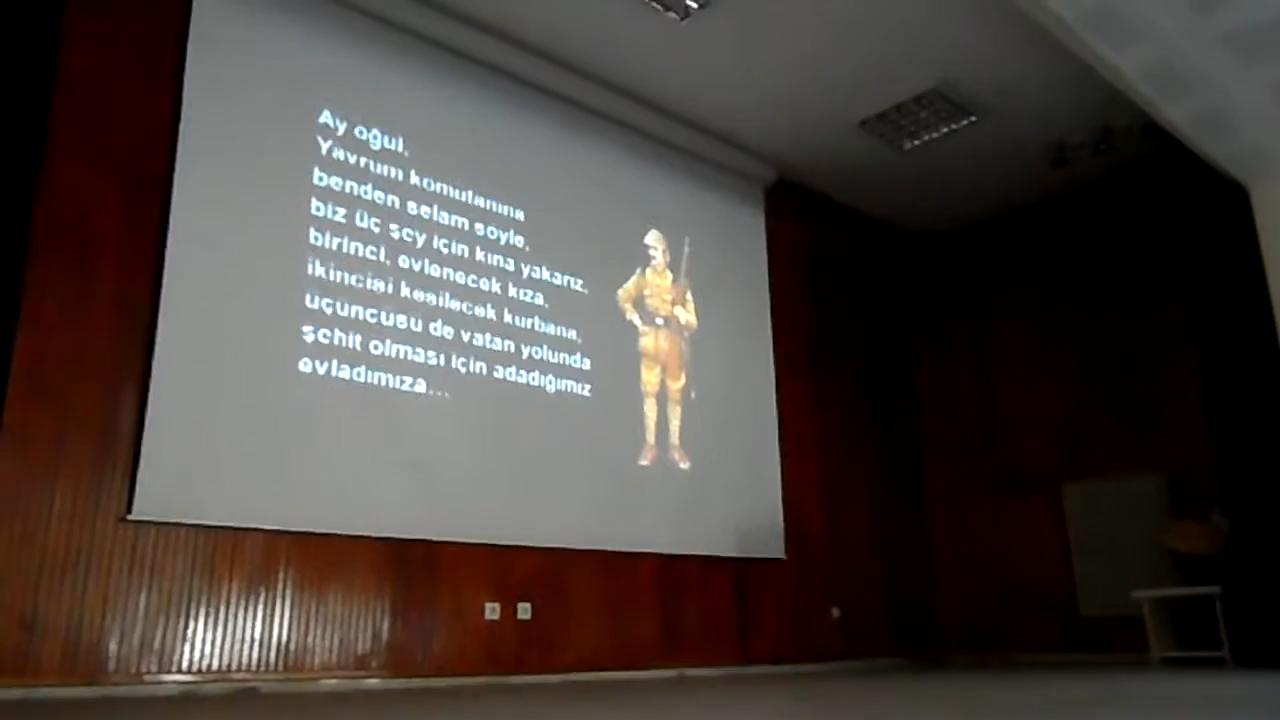 Ay oğul,
Yavrum komutanına
benden selam söyle,
biz üç şey için kına yakarız,
birinci, evlenecek kıza,
ikincisi kesilecek kurbana,
üçüncüsü de vatan yolunda
şehit olması için adadığımız
evladımıza...